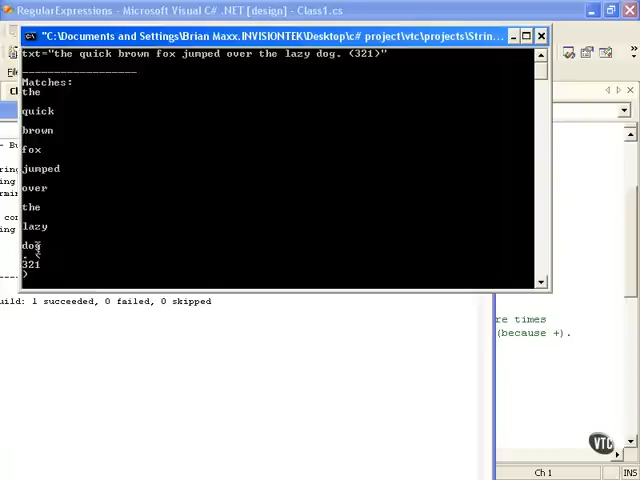 RegularExpressions - Microsoft Visual C# .NET [design] - Class1.cs
"C:\Documents and Settings\Brian Maxx.INVISIONTEK\Desktop\c# project\vtc\projects\Strin...
txt="the quick brown fox jumped over the lazy dog. (321)"
Matches:
the
quick
brown
fox
jumped
over
the
lazy
dog
. (
321
)
uild: 1 succeeded, 0 failed, 0 skipped
re times
(because +).
VTC
Ch 1
INS